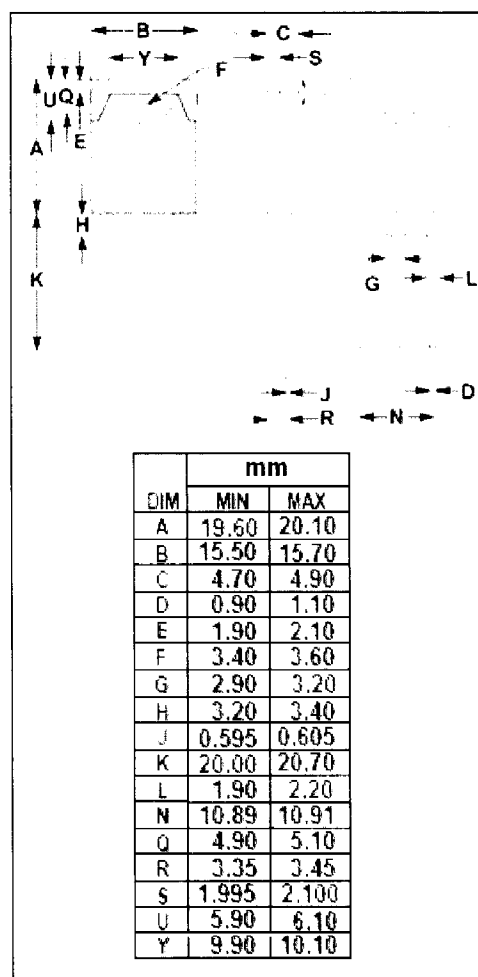 B
C
Y
F
S
U Q
E
A
H
K
G
L
J
D
R
N
mm
DIM MIN MAX
A 19.60 20.10
B 15.50 15.70
C 4.70 4.90
D 0.90 1.10
E 1.90 2.10
F 3.40 3.60
G 2.90 3.20
H 3.20 3.40
J 0.595 0.605
K 20.00 20.70
L 1.90 2.20
N 10.89 10.91
Q 4.90 5.10
R 3.35 3.45
S 1.995 2.100
U 5.90 6.10
Y 9.90 10.10